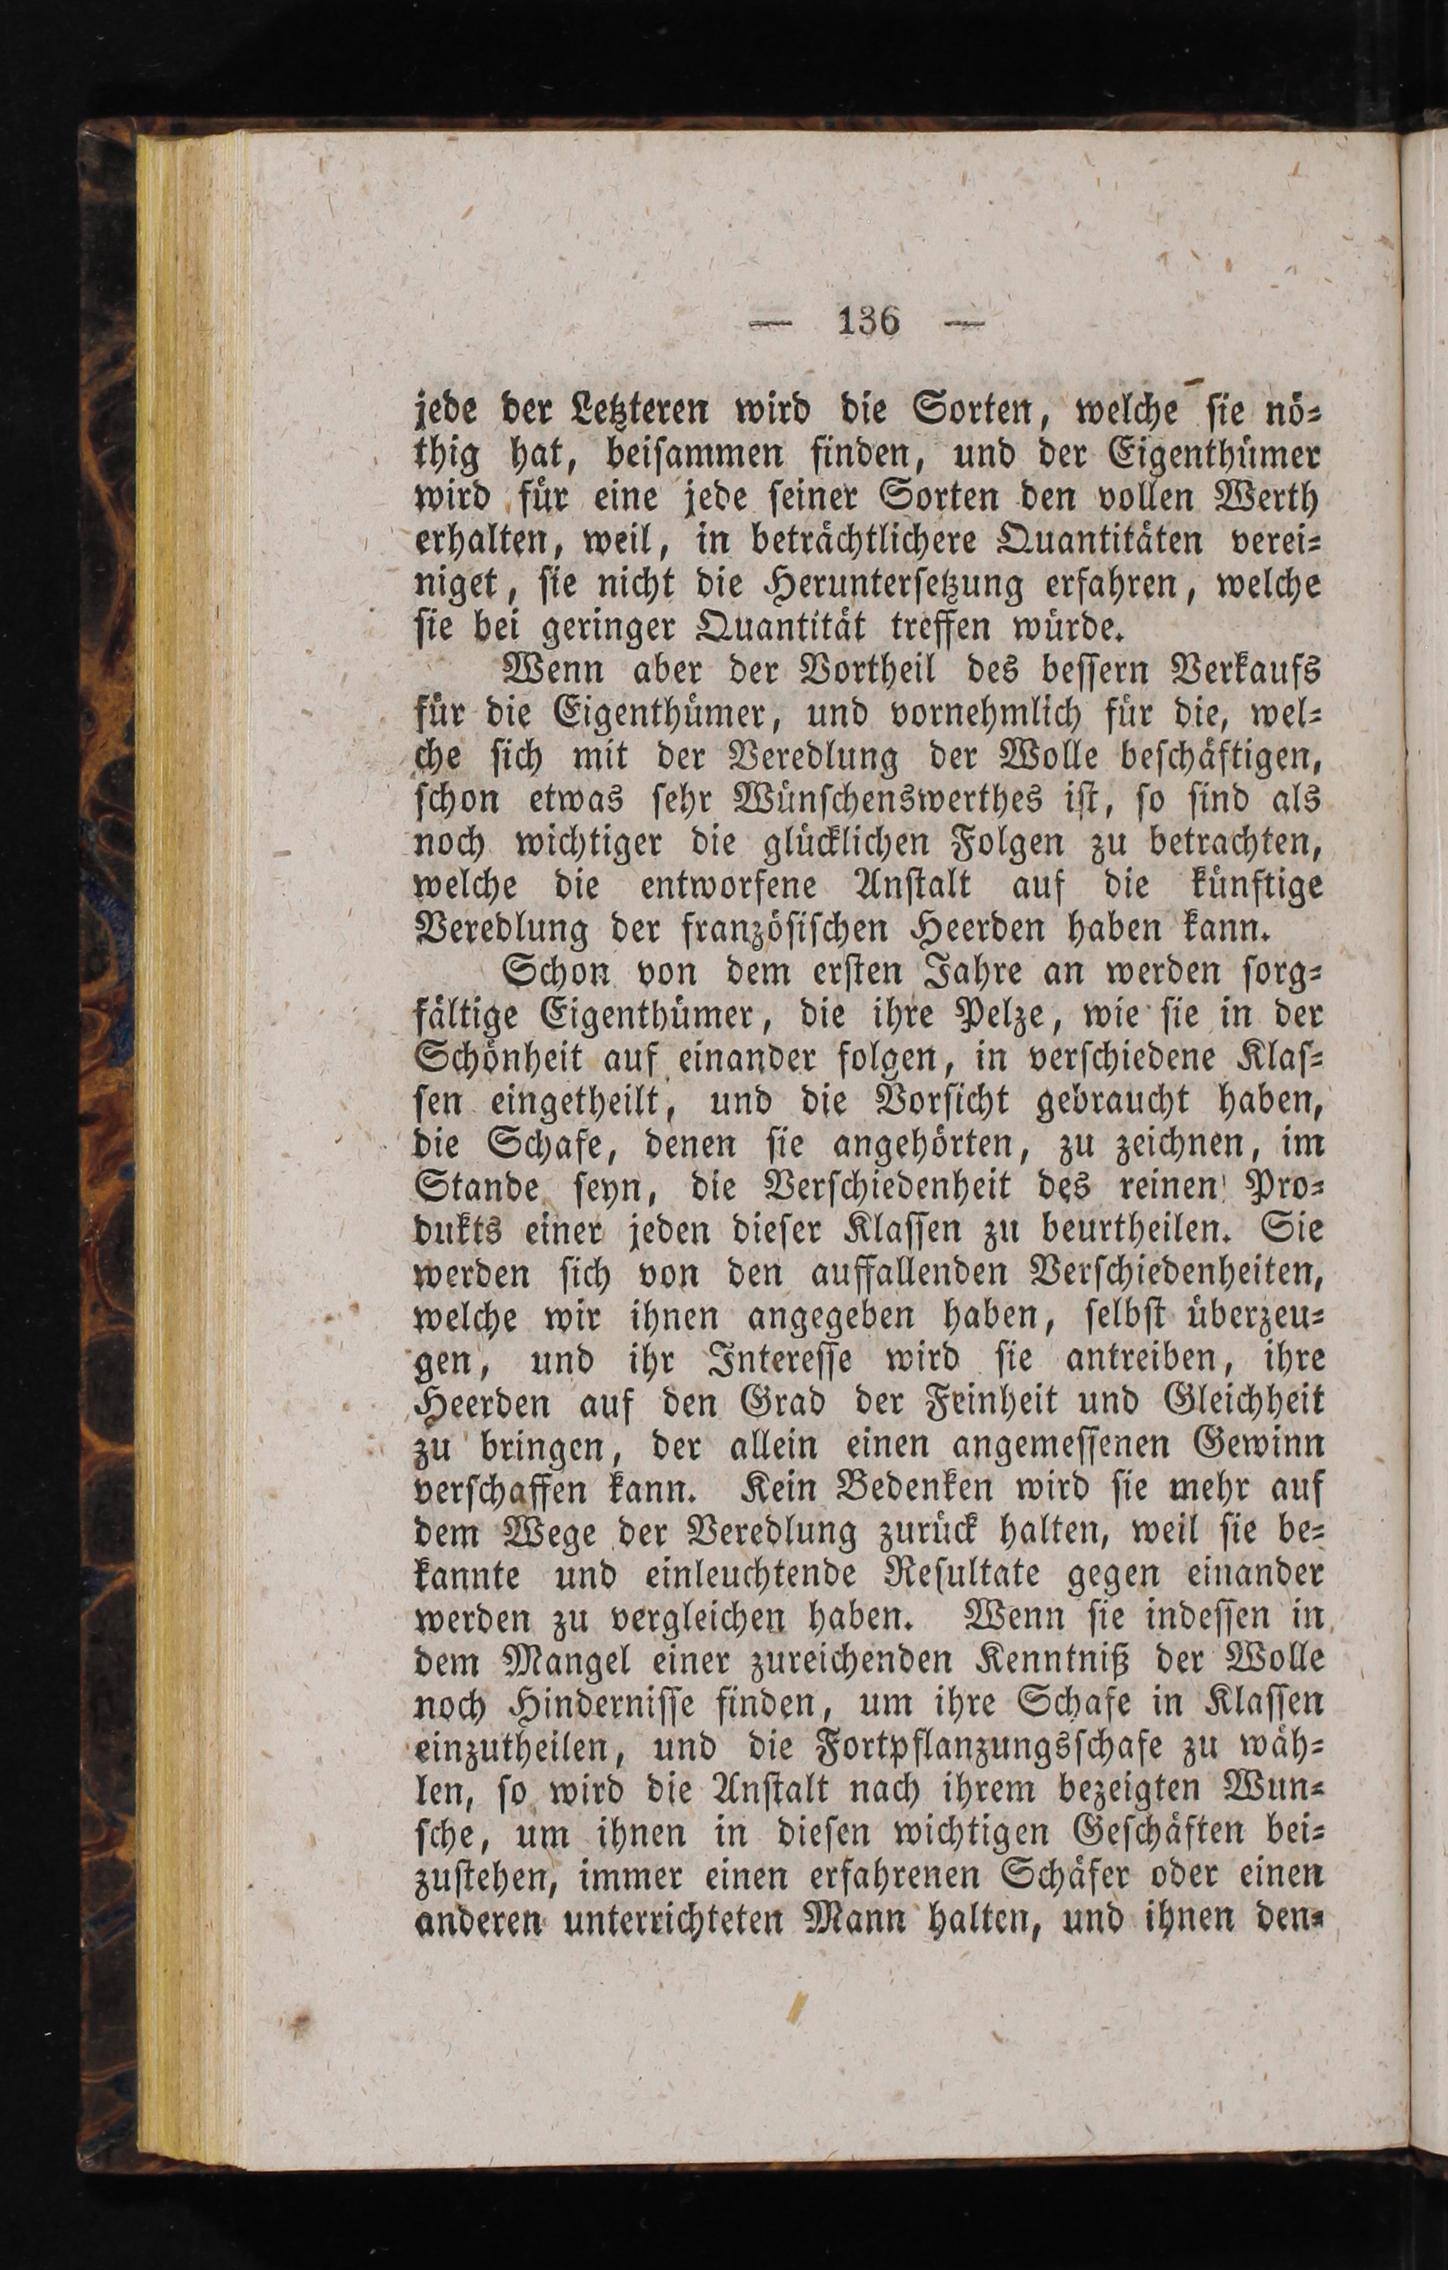 — 136 —
jede der Letzteren wird die Sorten, welche sie nö-
thig hat, beisammen finden, und der Eigenthümer
wird für eine jede seiner Sorten den vollen Werth
erhalten, weil, in beträchtlichere Quantitäten verei-
niget, sie nicht die Heruntersetzung erfahren, welche
sie bei geringer Quantität treffen würde.
Wenn aber der Vortheil des bessern Verkaufs
für die Eigenthümer, und vornehmlich für die, wel-
che sich mit der Veredlung der Wolle beschäftigen,
schon etwas sehr Wünschenswerthes ist, so sind als
noch wichtiger die glücklichen Folgen zu betrachten,
welche die entworfene Anstalt auf die künftige
Veredlung der französischen Heerden haben kann.
Schon von dem ersten Jahre an werden sorg-
fältige Eigenthümer, die ihre Pelze, wie sie in der
Schönheit auf einander folgen, in verschiedene Klas-
sen eingetheilt, und die Vorsicht gebraucht haben,
die Schafe, denen sie angehörten, zu zeichnen, im
Stande seyn, die Verschiedenheit des reinen Pro-
dukts einer jeden dieser Klassen zu beurtheilen. Sie
werden sich von den auffallenden Verschiedenheiten,
welche wir ihnen angegeben haben, selbst überzeu-
gen, und ihr Interesse wird sie antreiben, ihre
Heerden auf den Grad der Feinheit und Gleichheit
zu bringen, der allein einen angemessenen Gewinn
verschaffen kann. Kein Bedenken wird sie mehr auf
dem Wege der Veredlung zurück halten, weil sie be-
kannte und einleuchtende Resultate gegen einander
werden zu vergleichen haben. Wenn sie indessen in
dem Mangel einer zureichenden Kenntniß der Wolle
noch Hindernisse finden, um ihre Schafe in Klassen
einzutheilen, und die Fortpflanzungsschafe zu wäh-
len, so wird die Anstalt nach ihrem bezeigten Wun-
sche, um ihnen in diesen wichtigen Geschäften bei-
zustehen, immer einen erfahrenen Schäfer oder einen
anderen unterrichteten Mann halten, und ihnen den-